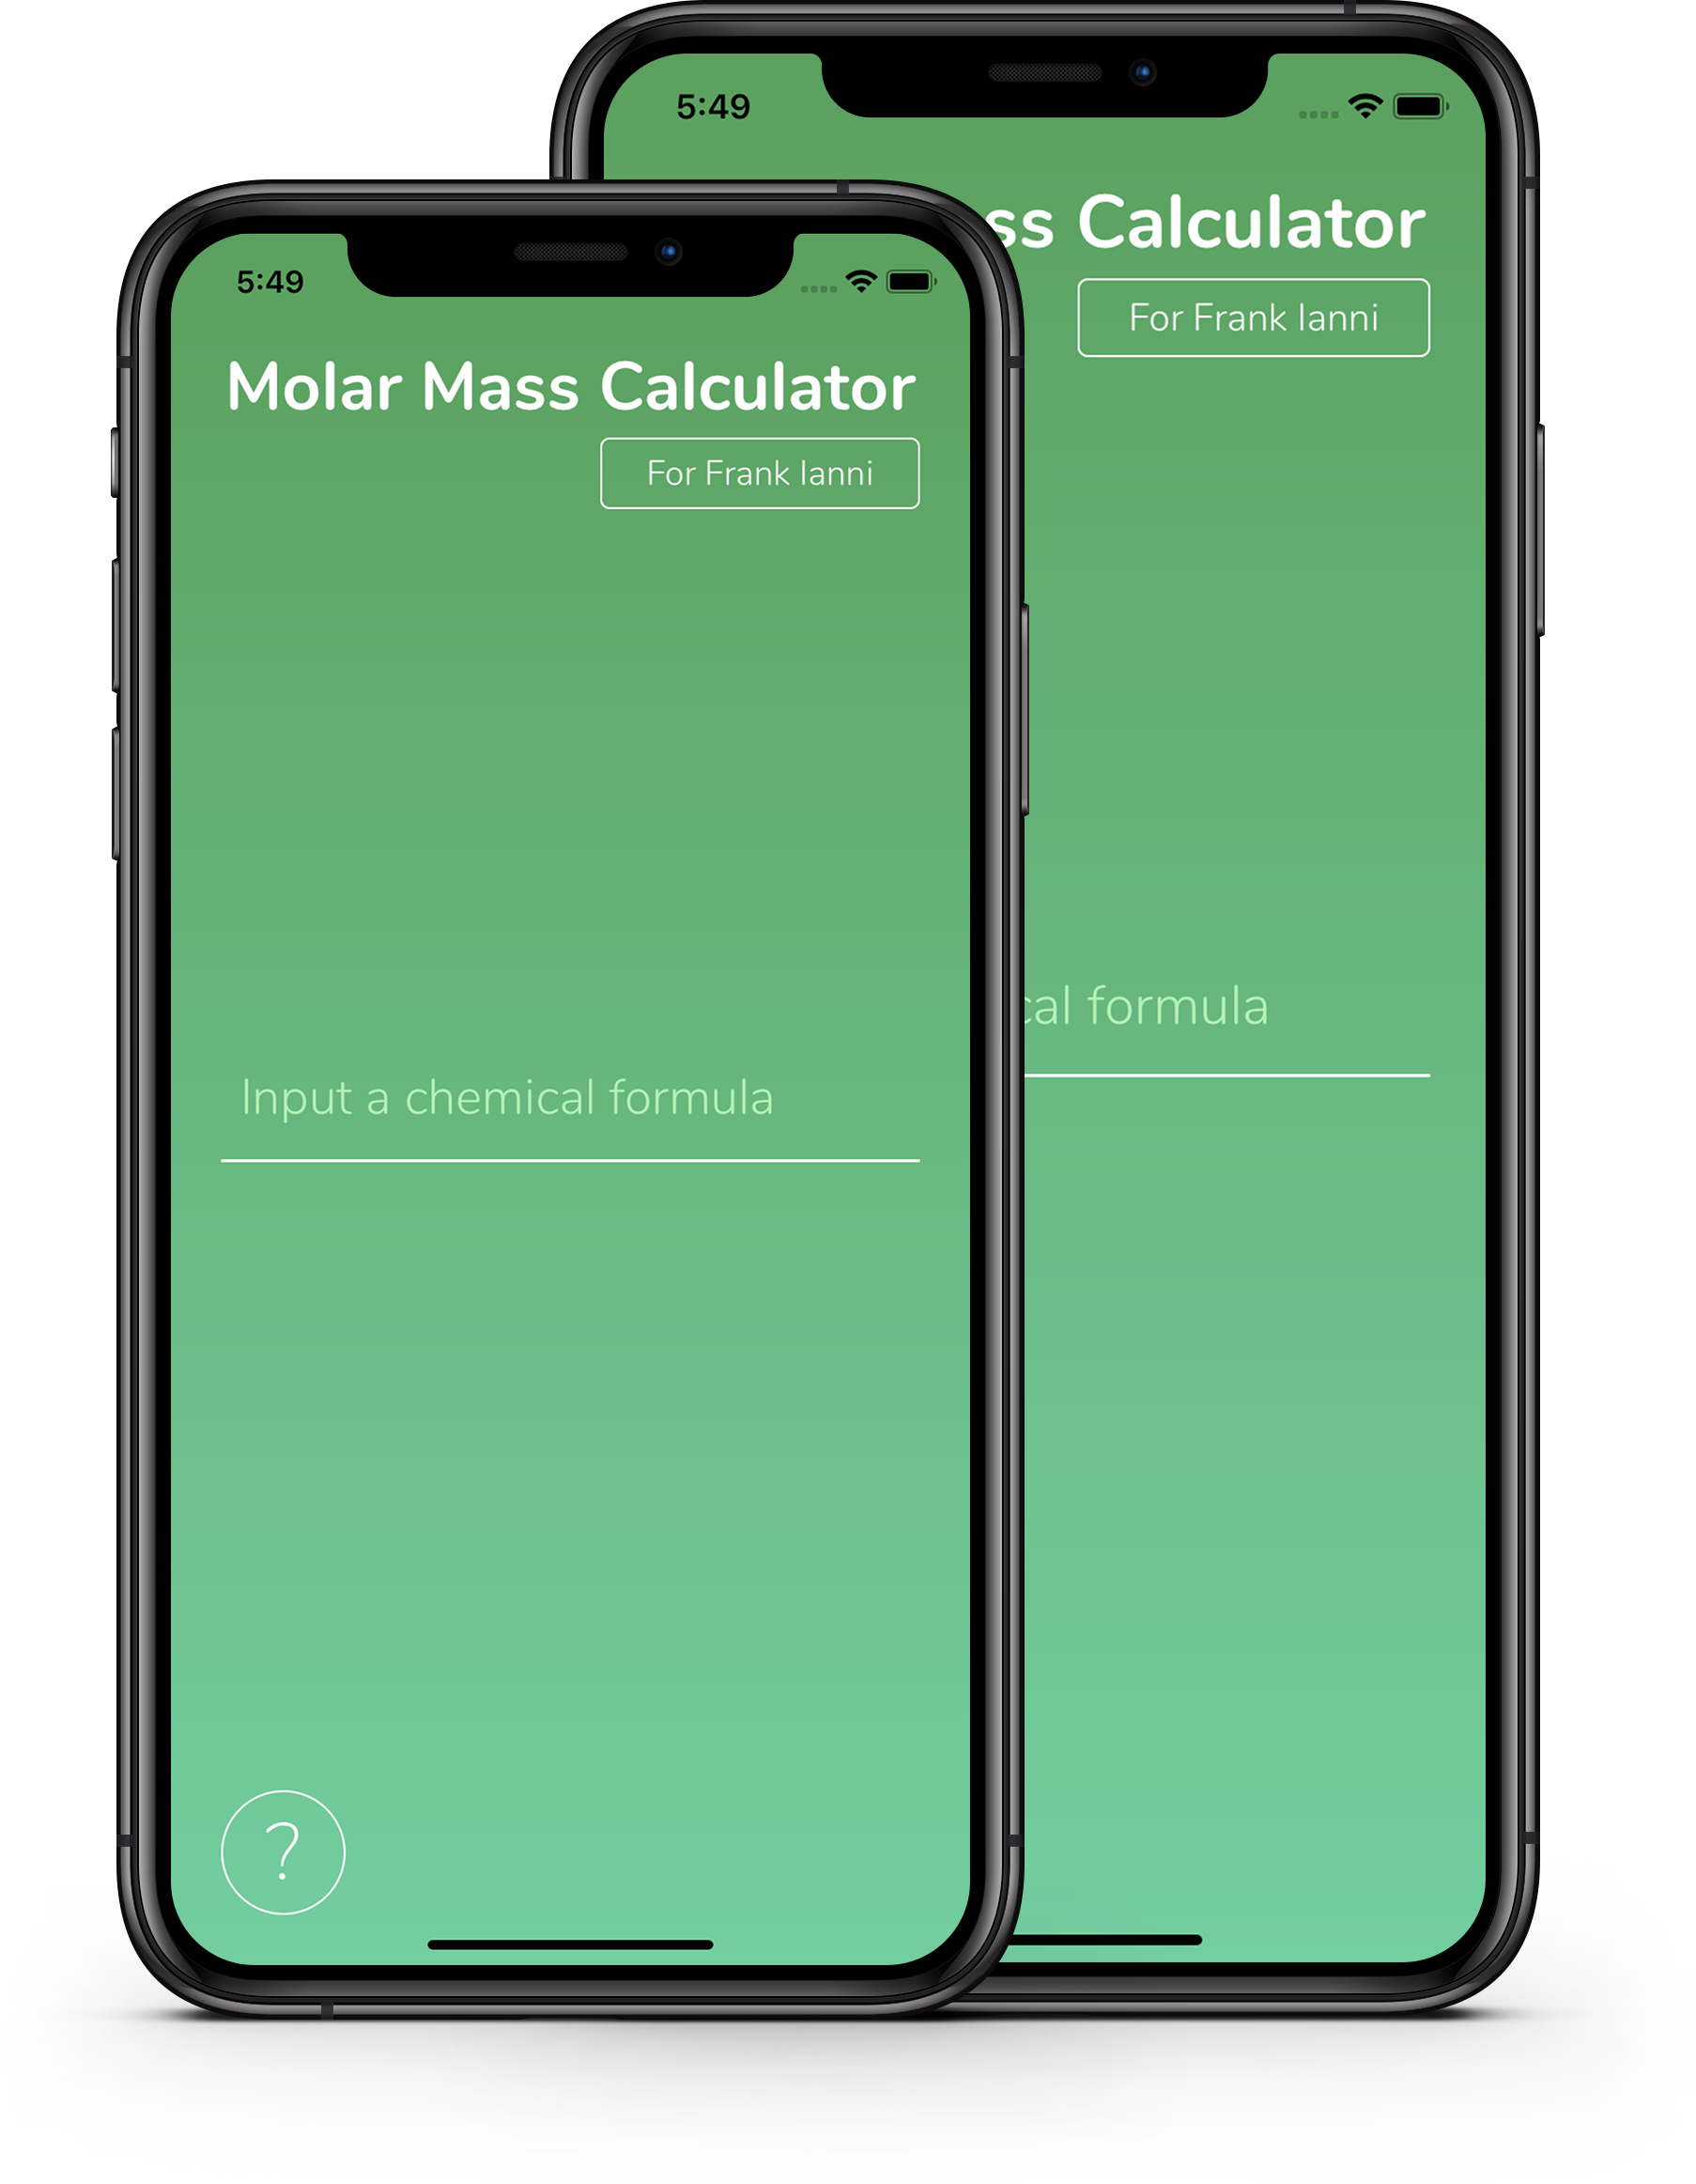 5:49
ss Calculator
For Frank Ianni
cal formula
5:49
Molar Mass Calculator
For Frank Ianni
Input a chemical formula
?